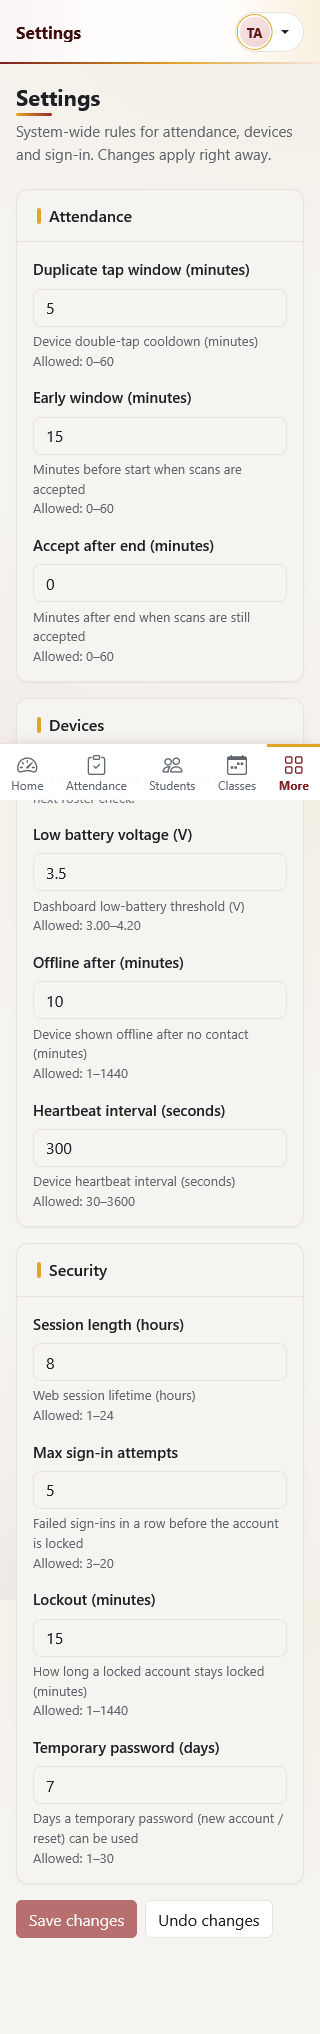 Settings
TA
Settings
System-wide rules for attendance, devices
and sign-in. Changes apply right away.
Attendance
Duplicate tap window (minutes)
5
Device double-tap cooldown (minutes)
Allowed: 0–60
Early window (minutes)
15
Minutes before start when scans are
accepted
Allowed: 0–60
Accept after end (minutes)
0
Minutes after end when scans are still
accepted
Allowed: 0–60
Devices
Home
Attendance
Students
Classes
More
next roster check.
Low battery voltage (V)
3.5
Dashboard low-battery threshold (V)
Allowed: 3.00–4.20
Offline after (minutes)
10
Device shown offline after no contact
(minutes)
Allowed: 1–1440
Heartbeat interval (seconds)
300
Device heartbeat interval (seconds)
Allowed: 30–3600
Security
Session length (hours)
8
Web session lifetime (hours)
Allowed: 1–24
Max sign-in attempts
5
Failed sign-ins in a row before the account
is locked
Allowed: 3–20
Lockout (minutes)
15
How long a locked account stays locked
(minutes)
Allowed: 1–1440
Temporary password (days)
7
Days a temporary password (new account /
reset) can be used
Allowed: 1–30
Save changes
Undo changes